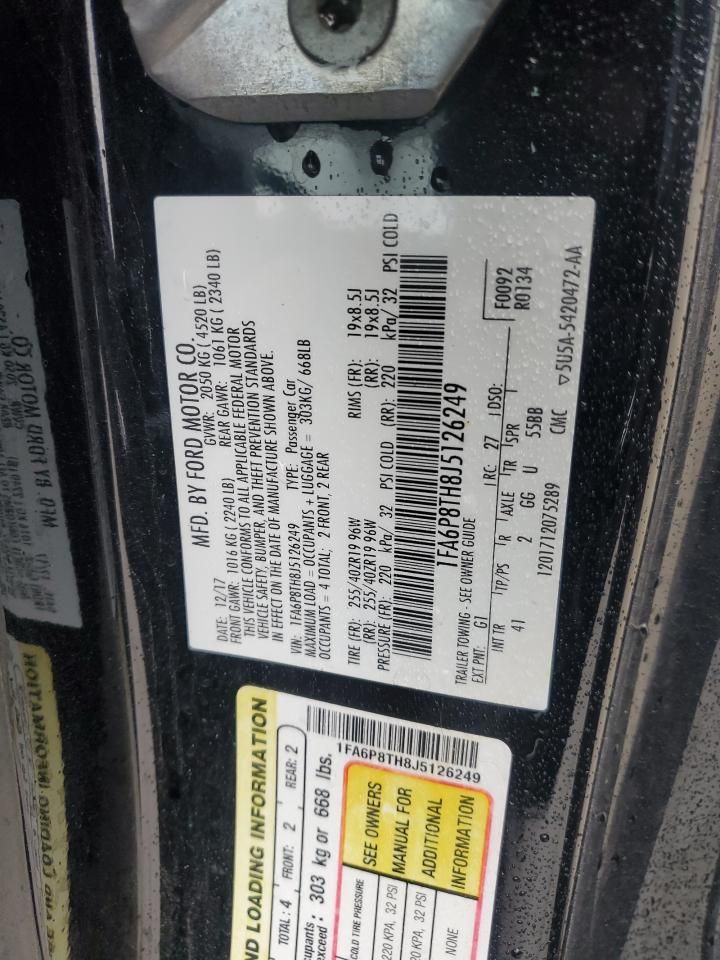 MFD. BY FORD MOTOR CO.
DATE: 12/17 GVWR: 2050 KG ( 4520 LB)
FRONT GAWR: 1016 KG ( 2240 LB) REAR GAWR: 1061 KG ( 2340 LB)
THIS VEHICLE CONFORMS TO ALL APPLICABLE FEDERAL MOTOR
VEHICLE SAFETY, BUMPER, AND THEFT PREVENTION STANDARDS
IN EFFECT ON THE DATE OF MANUFACTURE SHOWN ABOVE.
VIN: 1FA6P8TH8J5126249 TYPE: Passenger Car
MAXIMUM LOAD = OCCUPANTS + LUGGAGE = 303KG/ 668LB
OCCUPANTS = 4 TOTAL; 2 FRONT, 2 REAR
TIRE (FR): 255/40ZR19 96W RIMS (FR): 19x8.5J
(RR): 255/40ZR19 96W (RR): 19x8.5J
PRESSURE (FR): 220 kPa/ 32 PSI COLD (RR): 220 kPa/ 32 PSI COLD
1FA6P8TH8J5126249
TRAILER TOWING - SEE OWNER GUIDE
EXT PNT: G1 RC: 27 DSO: F0092
R0134
INT TR TP/PS R AXLE TR SPR
41 2 GG U 55BB
1201712075289 CMC ▽5U5A-5420472-AA
ND LOADING INFORMATION
TOTAL : 4 FRONT: 2 REAR: 2
cupants
exceed : 303 kg or 668 lbs.
1FA6P8TH8J5126249
COLD TIRE PRESSURE
220 KPA, 32 PSI
KPA, 32 PSI
NONE
SEE OWNERS
MANUAL FOR
ADDITIONAL
INFORMATION
MFD. BY FORD MOTOR CO.